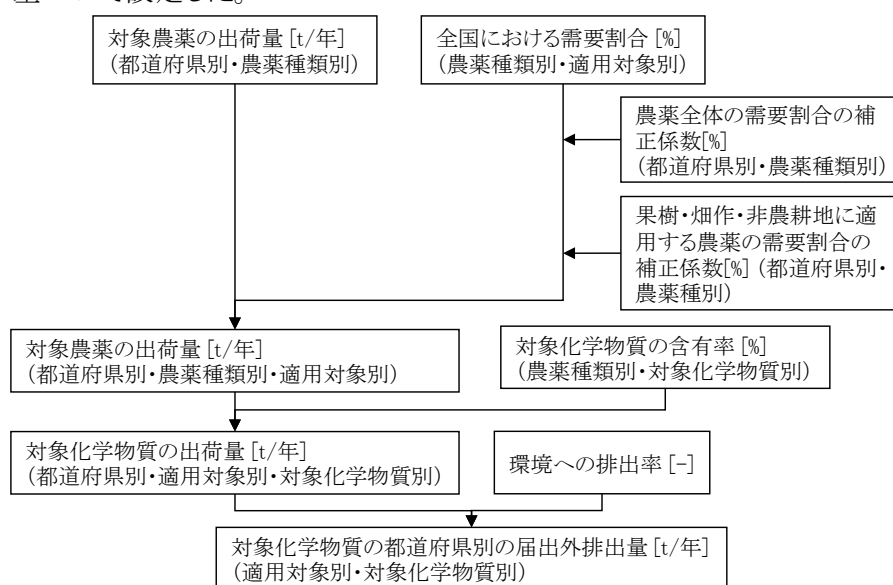 対象農薬の出荷量[t/年]
(都道府県別・農薬種類別)
全国における需要割合[%]
(農薬種類別・適用対象別)
農薬全体の需要割合の補
正係数[%]
(都道府県別・農薬種類別)
果樹・畑作・非農耕地に適
用する農薬の需要割合の
補正係数[%](都道府県別・
農薬種別)
対象農薬の出荷量[t/年]
(都道府県別・農薬種類別・適用対象別)
対象化学物質の含有率[%]
(農薬種類別・対象化学物質別)
対象化学物質の出荷量[t/年]
(都道府県別・適用対象別・対象化学物質別)
環境への排出率[-]
対象化学物質の都道府県別の届出外排出量[t/年]
(適用対象別・対象化学物質別)